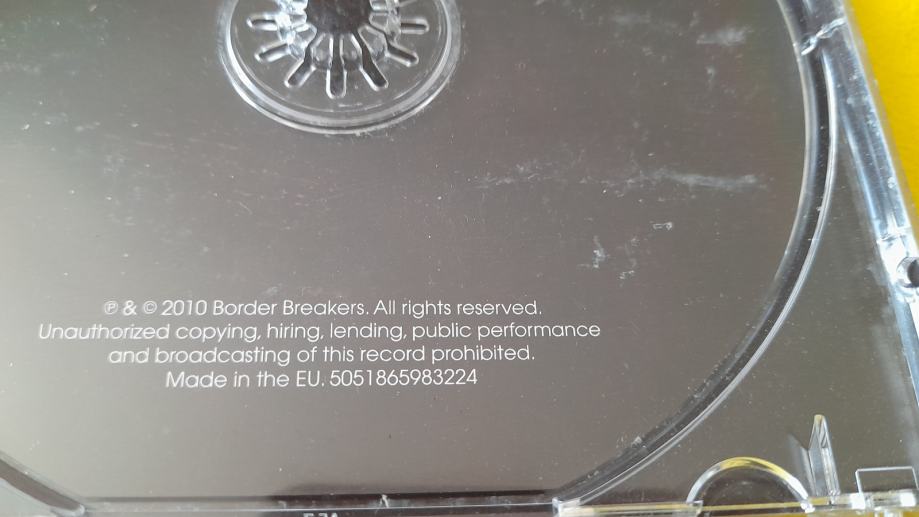 ℗ & © 2010 Border Breakers. All rights reserved.
Unauthorized copying, hiring, lending, public performance
and broadcasting of this record prohibited.
Made in the EU. 5051865983224